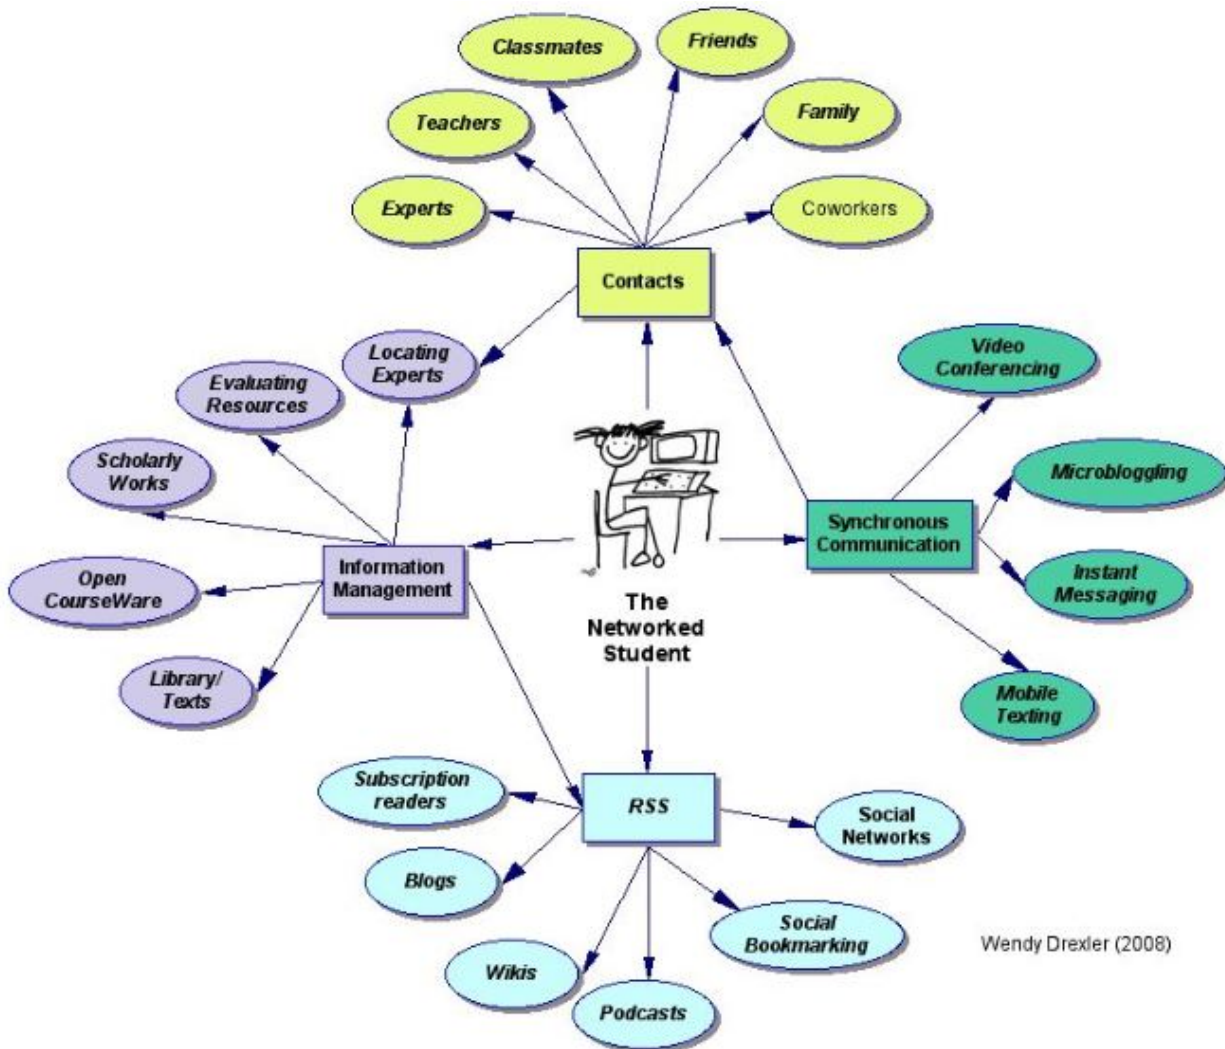 Classmates
Friends
Teachers
Family
Experts
Coworkers
Contacts
Locating
Experts
Video
Conferencing
Evaluating
Resources
Scholarly
Works
Microbloggling
Synchronous
Communication
Information
Management
Open
CourseWare
Instant
Messaging
The
Networked
Student
Library/
Texts
Mobile
Texting
Subscription
readers
RSS
Social
Networks
Blogs
Social
Bookmarking
Wendy Drexler (2008)
Wikis
Podcasts